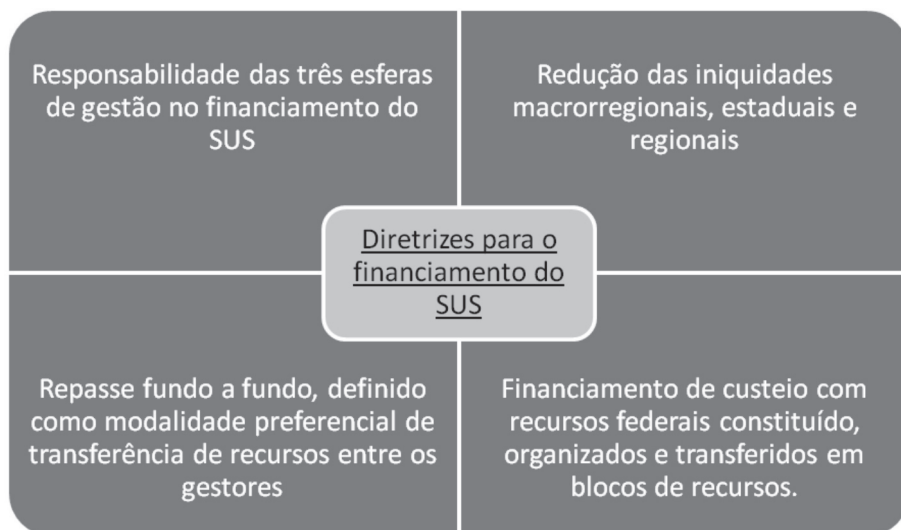 Responsabilidade das três esferas
de gestão no financiamento do
SUS
Redução das iniquidades
macrorregionais, estaduais e
regionais
Diretrizes para o
financiamento do
SUS
Repasse fundo a fundo, definido
como modalidade preferencial de
transferência de recursos entre os
gestores
Financiamento de custeio com
recursos federais constituído,
organizados e transferidos em
blocos de recursos.